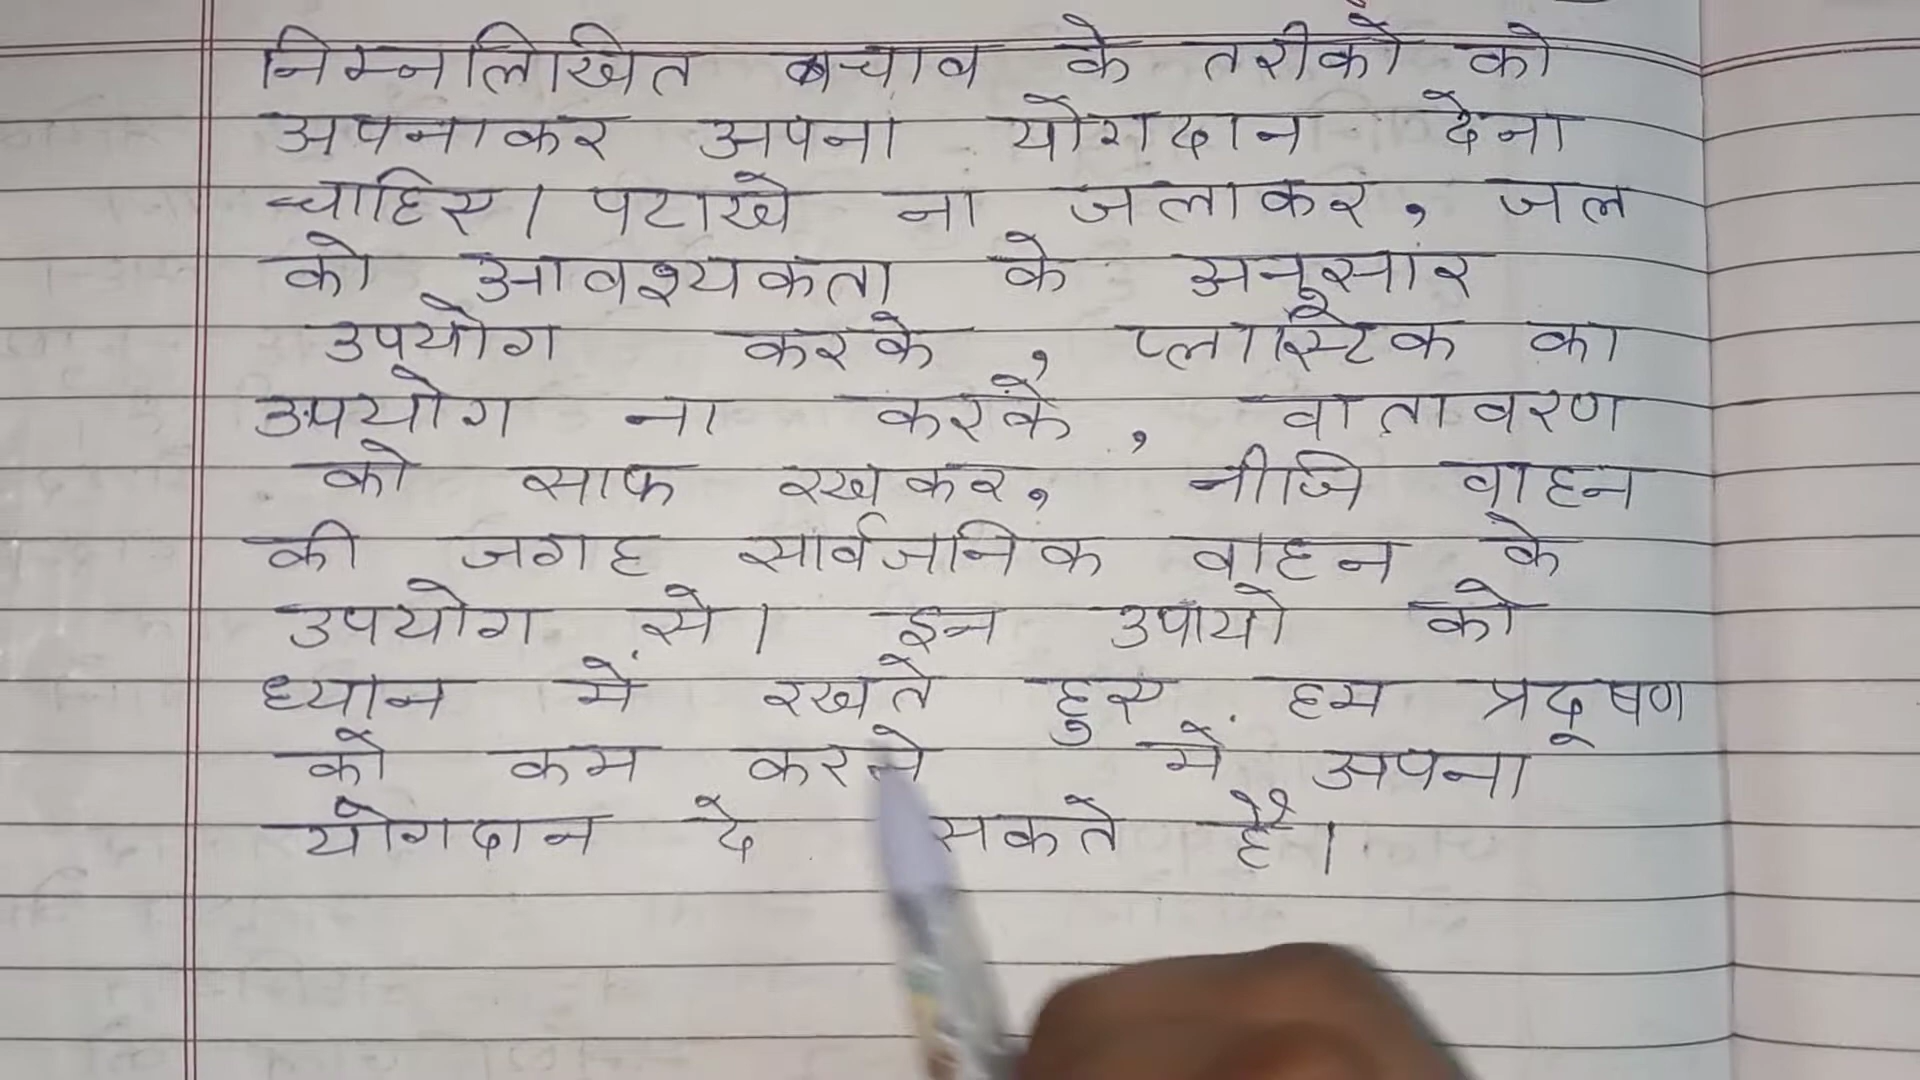 निम्नलिखित बचाव के तरीको को
अपनाकर अपना योगदान देना
चाहिए। पटाखे ना जलाकर, जल
को आवश्यकता के अनूसार
उपयोग करके, प्लास्टिक का
उपयोग ना करके, वातावरण
को साफ रखकर, नीजि वाहन
की जगह सार्वजनिक वाहन के
उपयोग से। इन उपायो को
ध्यान में रखते हुए हम प्रदूषण
को कम करने में अपना
योगदान दे सकते है।